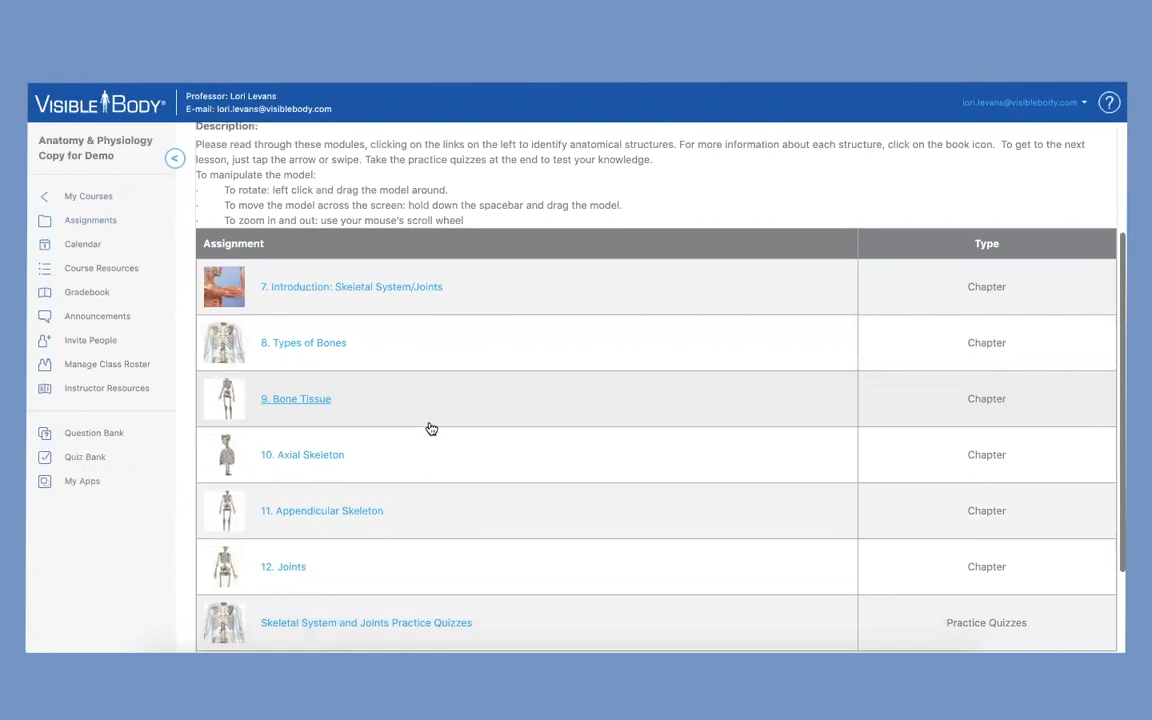 VISIBLE BODY®
Professor: Lori Levans
E-mail: lori.levans@visiblebody.com
lori.levans@visiblebody.com
?
Anatomy & Physiology
Copy for Demo
<
My Courses
Assignments
Calendar
Course Resources
Gradebook
Announcements
Invite People
Manage Class Roster
Instructor Resources
Question Bank
Quiz Bank
My Apps
Description:
Please read through these modules, clicking on the links on the left to identify anatomical structures. For more information about each structure, click on the book icon. To get to the next
lesson, just tap the arrow or swipe. Take the practice quizzes at the end to test your knowledge.
To manipulate the model:
· To rotate: left click and drag the model around.
· To move the model across the screen: hold down the spacebar and drag the model.
· To zoom in and out: use your mouse's scroll wheel
Assignment Type
7. Introduction: Skeletal System/Joints Chapter
8. Types of Bones Chapter
9. Bone Tissue Chapter
10. Axial Skeleton Chapter
11. Appendicular Skeleton Chapter
12. Joints Chapter
Skeletal System and Joints Practice Quizzes Practice Quizzes